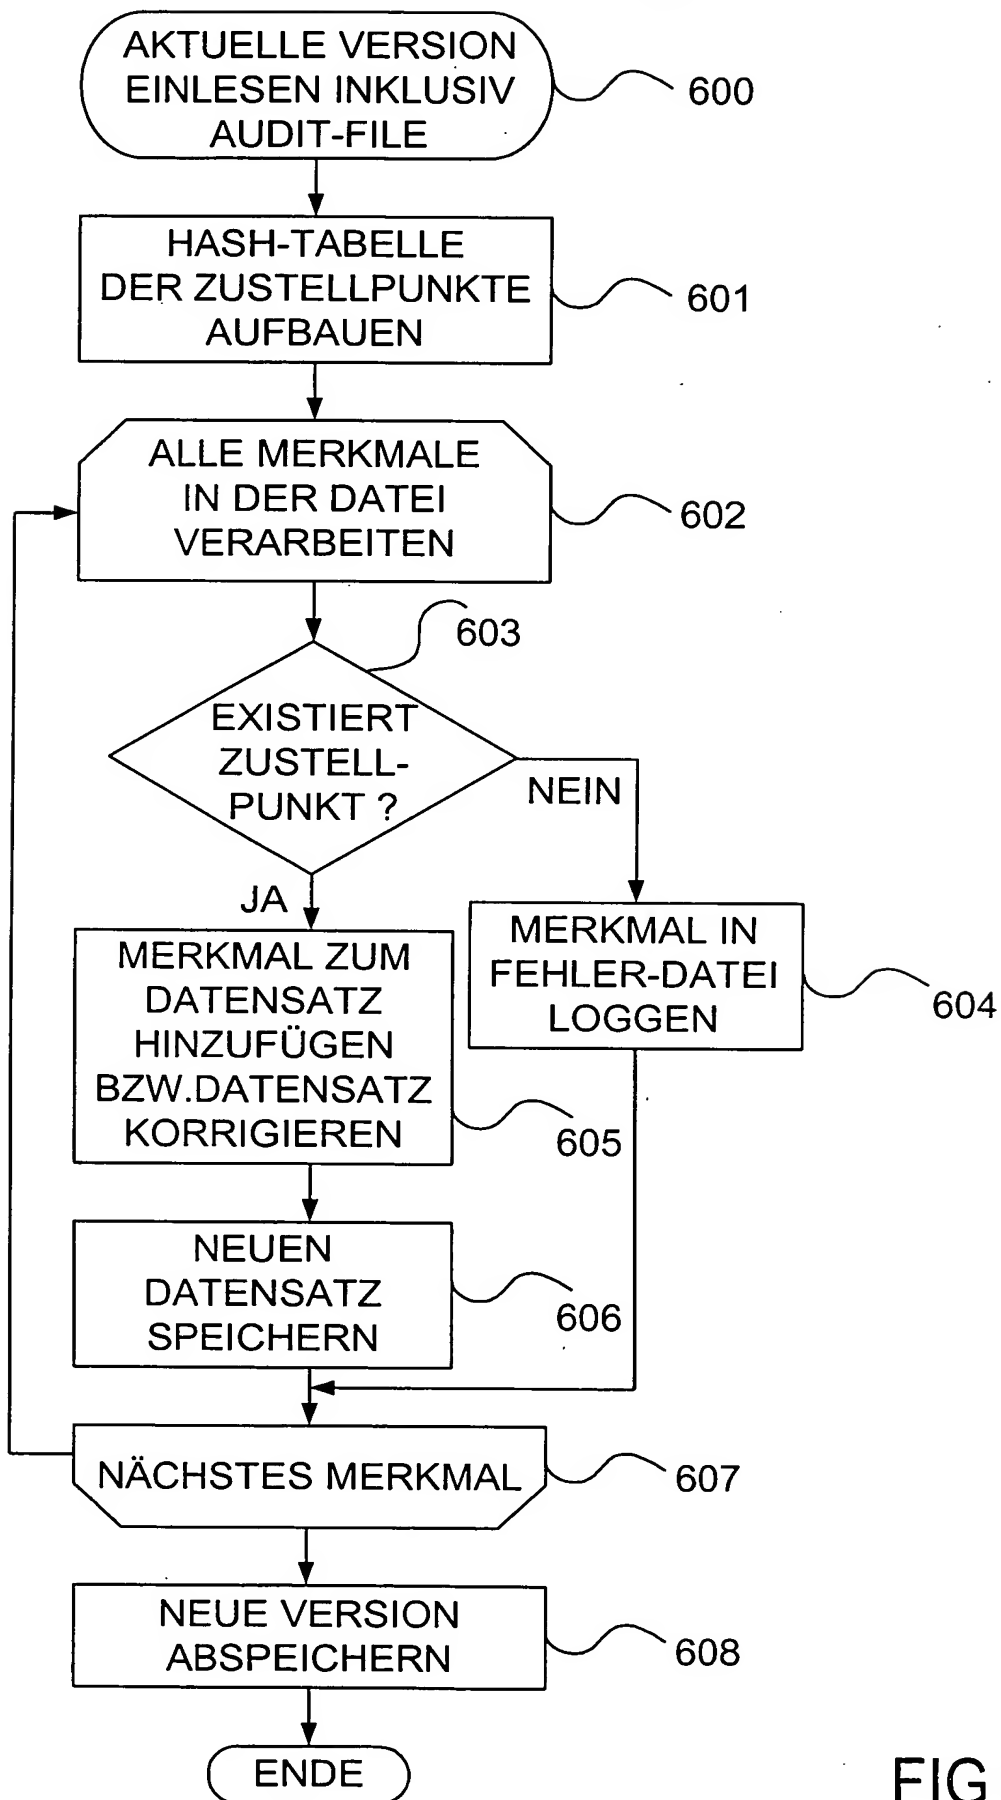 AKTUELLE VERSION
EINLESEN INKLUSIV
AUDIT-FILE
600
HASH-TABELLE
DER ZUSTELLPUNKTE
AUFBAUEN
601
ALLE MERKMALE
IN DER DATEI
VERARBEITEN
602
603
EXISTIERT
ZUSTELL-
PUNKT ?
NEIN
JA
MERKMAL IN
FEHLER-DATEI
LOGGEN
604
MERKMAL ZUM
DATENSATZ
HINZUFÜGEN
BZW.DATENSATZ
KORRIGIEREN
605
NEUEN
DATENSATZ
SPEICHERN
606
NÄCHSTES MERKMAL
607
NEUE VERSION
ABSPEICHERN
608
ENDE
FIG